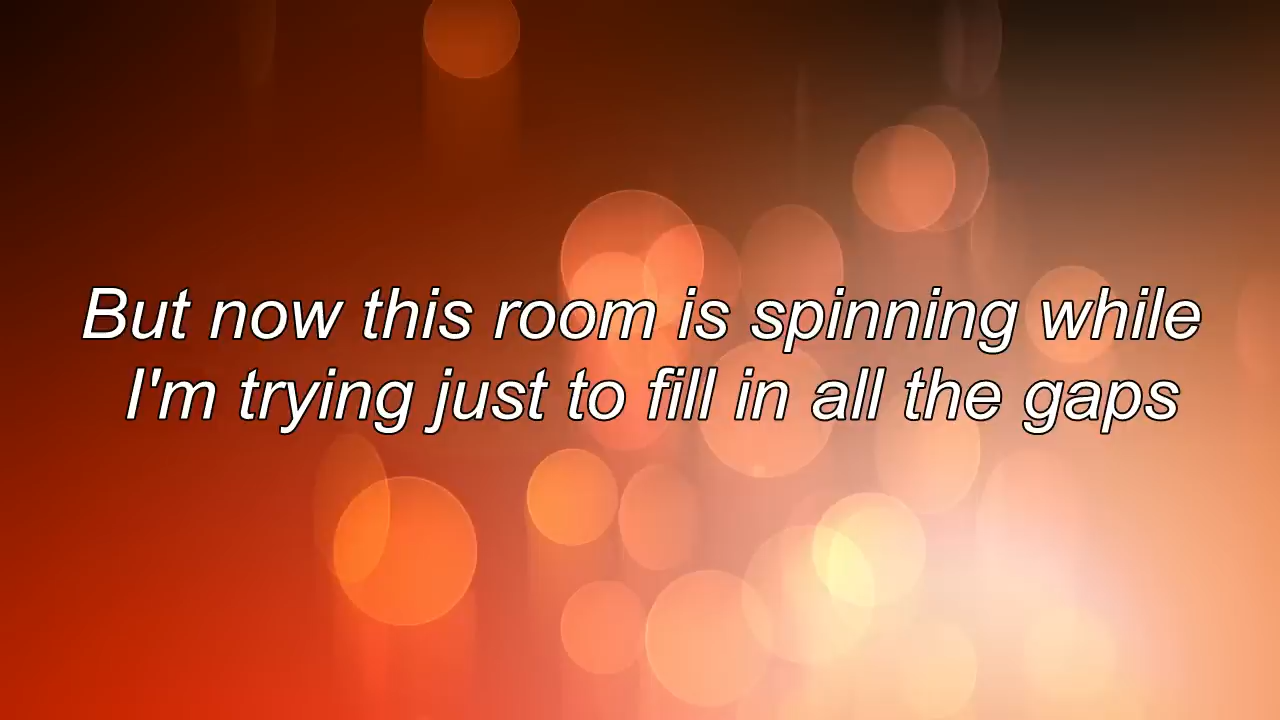 But now this room is spinning while
I'm trying just to fill in all the gaps